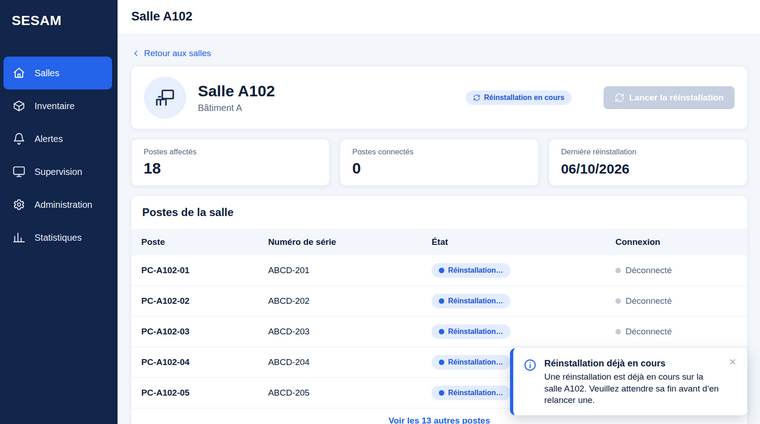 SESAM
Salle A102
Salles
Inventaire
Alertes
Supervision
Administration
Statistiques
Retour aux salles
Salle A102
Bâtiment A
Réinstallation en cours
Lancer la réinstallation
Postes affectés
18
Postes connectés
0
Dernière réinstallation
06/10/2026
Postes de la salle
Poste Numéro de série État Connexion
PC-A102-01 ABCD-201 Réinstallation… Déconnecté
PC-A102-02 ABCD-202 Réinstallation… Déconnecté
PC-A102-03 ABCD-203 Réinstallation… Déconnecté
PC-A102-04 ABCD-204 Réinstallation…
PC-A102-05 ABCD-205 Réinstallation…
Voir les 13 autres postes
Réinstallation déjà en cours
Une réinstallation est déjà en cours sur la
salle A102. Veuillez attendre sa fin avant d’en
relancer une.